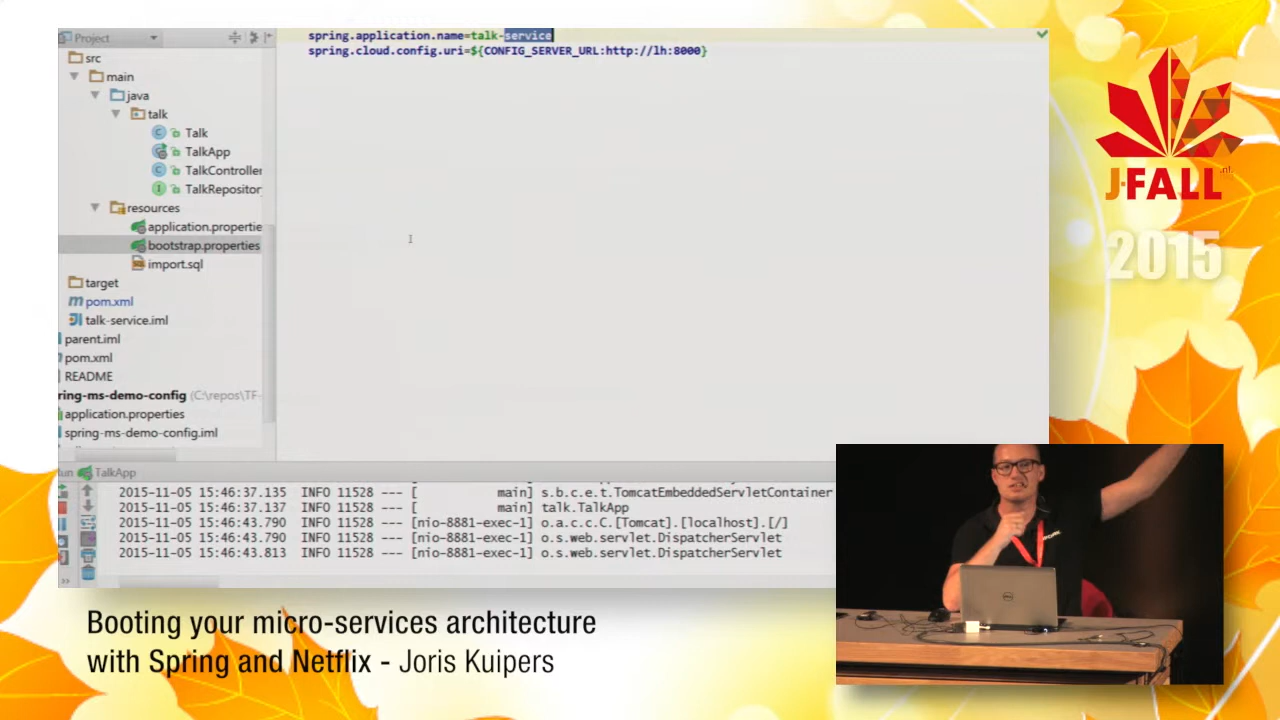 Project
spring.application.name=talk-service
spring.cloud.config.uri=${CONFIG_SERVER_URL:http://lh:8000}
src
main
java
talk
Talk
TalkApp
TalkController
TalkRepositor
resources
application.propertie
bootstrap.properties
import.sql
target
pom.xml
talk-service.iml
parent.iml
pom.xml
README
ring-ms-demo-config (C:\repos\TF-
application.properties
spring-ms-demo-config.iml
un TalkApp
2015-11-05 15:46:37.135 INFO 11528 --- [ main] s.b.c.e.t.TomcatEmbeddedServletContainer
2015-11-05 15:46:37.137 INFO 11528 --- [ main] talk.TalkApp
2015-11-05 15:46:43.790 INFO 11528 --- [nio-8881-exec-1] o.a.c.c.C.[Tomcat].[localhost].[/]
2015-11-05 15:46:43.790 INFO 11528 --- [nio-8881-exec-1] o.s.web.servlet.DispatcherServlet
2015-11-05 15:46:43.813 INFO 11528 --- [nio-8881-exec-1] o.s.web.servlet.DispatcherServlet
J-FALL.nl
2015
DELL
Booting your micro-services architecture
with Spring and Netflix - Joris Kuipers